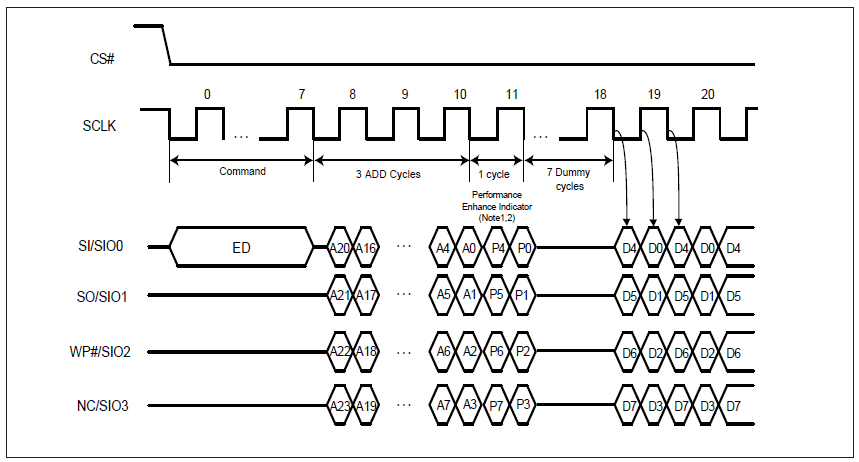 CS#
0 7 8 9 10 11 18 19 20
SCLK
... ...
Command
3 ADD Cycles
1 cycle
7 Dummy
cycles
Performance
Enhance Indicator
(Note1,2)
SI/SIO0 ED A20 A16 ... A4 A0 P4 P0 D4 D0 D4 D0 D4
SO/SIO1 A21 A17 ... A5 A1 P5 P1 D5 D1 D5 D1 D5
WP#/SIO2 A22 A18 ... A6 A2 P6 P2 D6 D2 D6 D2 D6
NC/SIO3 A23 A19 ... A7 A3 P7 P3 D7 D3 D7 D3 D7